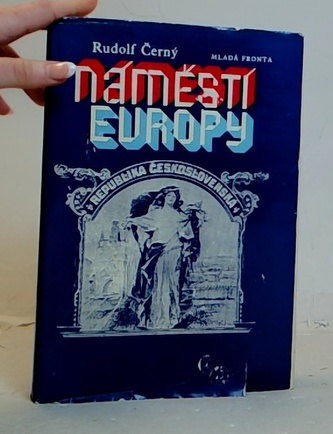 Rudolf Černý
MLADÁ FRONTA
NÁMĚSTÍ
EVROPY
REPUBLIKA ČESKOSLOVENSKÁ